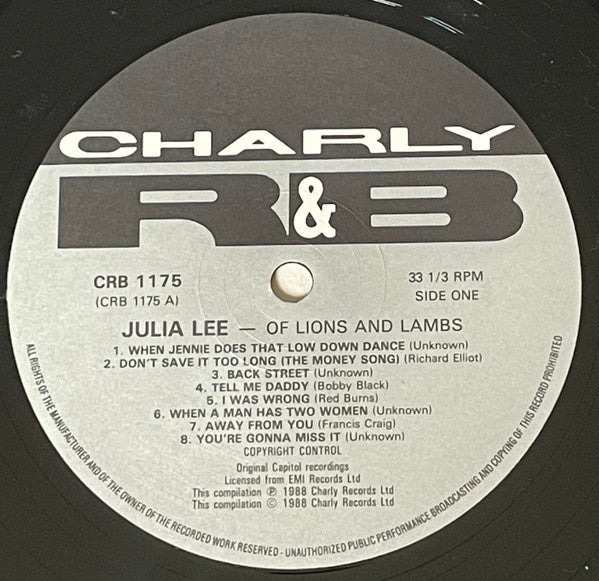 CHARLY
R&B
CRB 1175
(CRB 1175 A)
33 1/3 RPM
SIDE ONE
JULIA LEE — OF LIONS AND LAMBS
1. WHEN JENNIE DOES THAT LOW DOWN DANCE (Unknown)
2. DON'T SAVE IT TOO LONG (THE MONEY SONG) (Richard Elliot)
3. BACK STREET (Unknown)
4. TELL ME DADDY (Bobby Black)
5. I WAS WRONG (Red Burns)
6. WHEN A MAN HAS TWO WOMEN (Unknown)
7. AWAY FROM YOU (Francis Craig)
8. YOU'RE GONNA MISS IT (Unknown)
COPYRIGHT CONTROL
Original Capitol recordings
Licensed from EMI Records Ltd
This compilation ℗ 1988 Charly Records Ltd
This compilation © 1988 Charly Records Ltd
ALL RIGHTS OF THE MANUFACTURER AND OF THE OWNER OF THE RECORDED WORK RESERVED - UNAUTHORIZED PUBLIC PERFORMANCE BROADCASTING AND COPYING OF THIS RECORD PROHIBITED